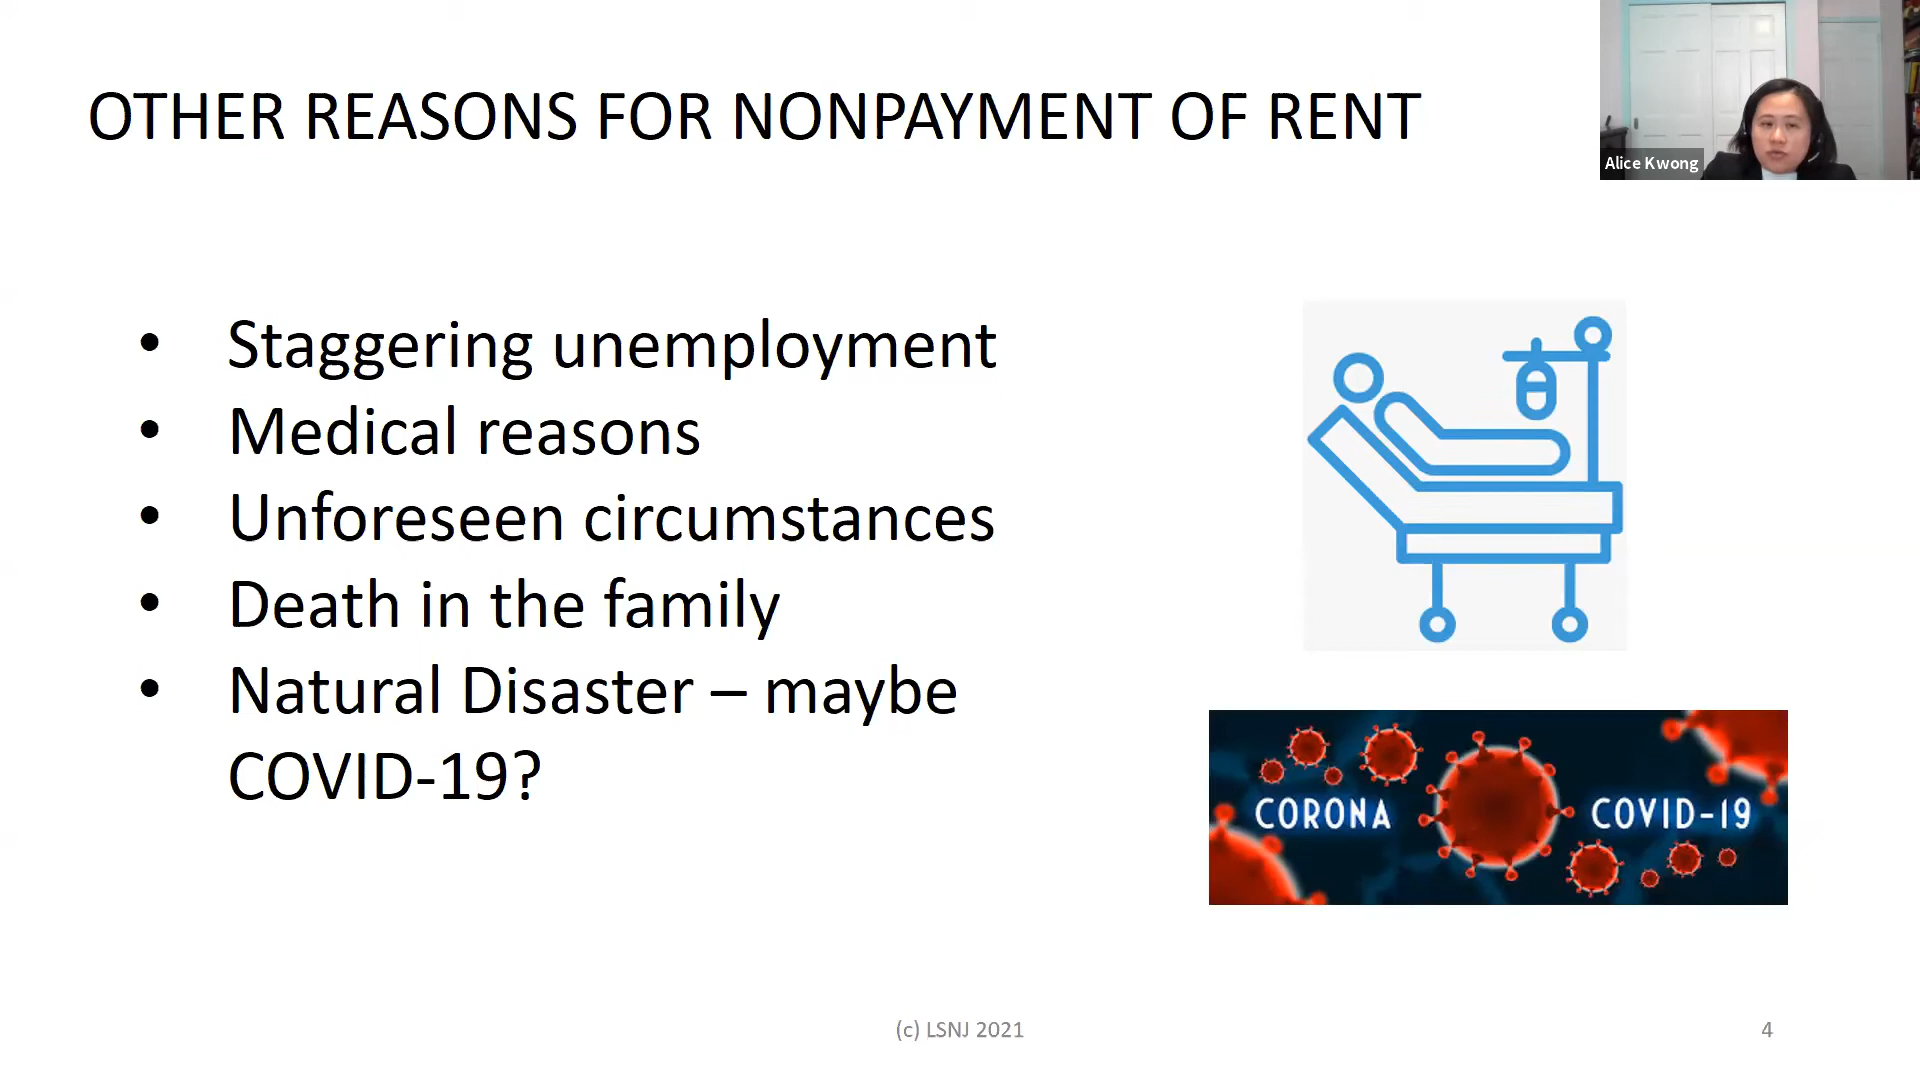 OTHER REASONS FOR NONPAYMENT OF RENT
Alice Kwong
• Staggering unemployment
• Medical reasons
• Unforeseen circumstances
• Death in the family
• Natural Disaster – maybe
COVID-19?
CORONA
COVID-19
(c) LSNJ 2021
4